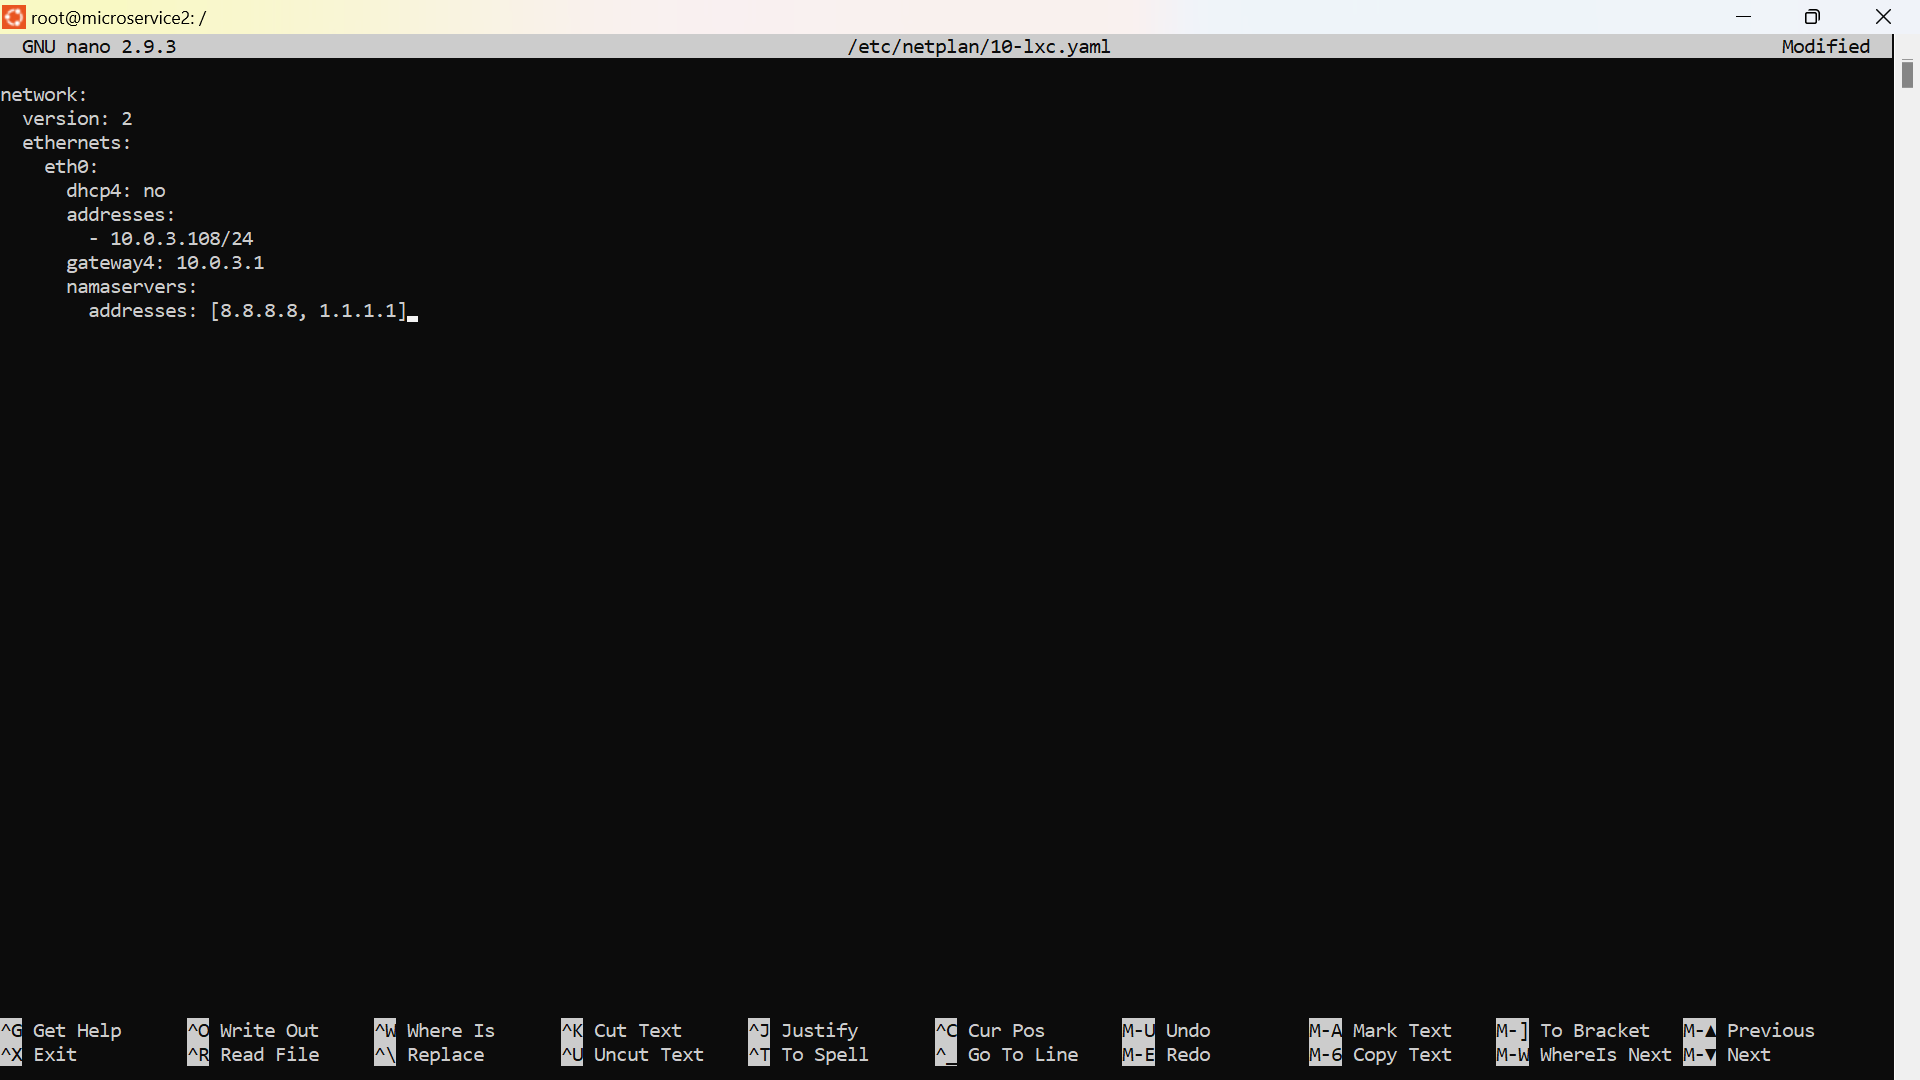 root@microservice2: /
GNU nano 2.9.3 /etc/netplan/10-lxc.yaml Modified
network:
  version: 2
  ethernets:
    eth0:
      dhcp4: no
      addresses:
        - 10.0.3.108/24
      gateway4: 10.0.3.1
      namaservers:
        addresses: [8.8.8.8, 1.1.1.1]
^G Get Help ^O Write Out ^W Where Is ^K Cut Text ^J Justify ^C Cur Pos M-U Undo M-A Mark Text M-] To Bracket M-▲ Previous
^X Exit ^R Read File ^\ Replace ^U Uncut Text ^T To Spell ^_ Go To Line M-E Redo M-6 Copy Text M-W WhereIs Next M-▼ Next